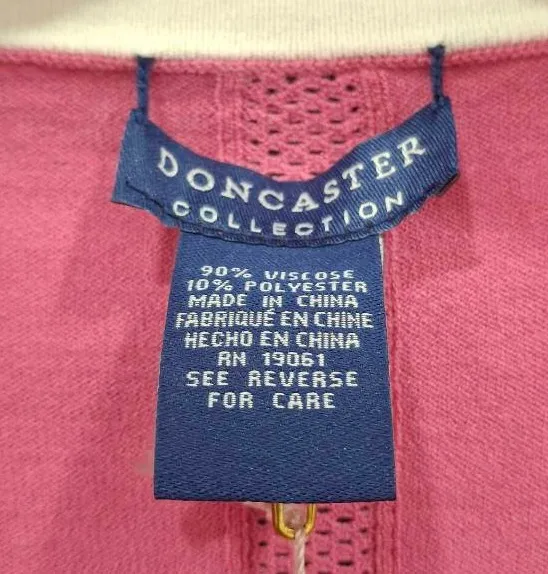 DONCASTER
COLLECTION
90% VISCOSE
10% POLYESTER
MADE IN CHINA
FABRIQUÉ EN CHINE
HECHO EN CHINA
RN 19061
SEE REVERSE
FOR CARE